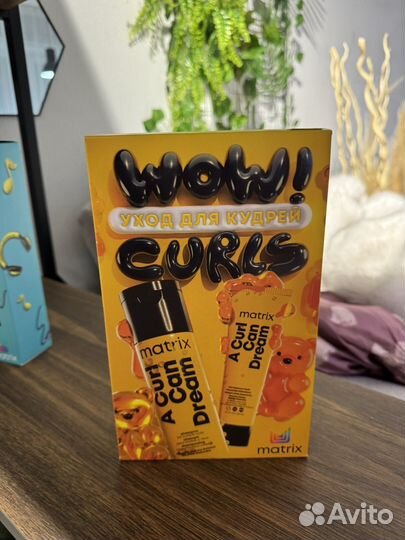 WOW!
УХОД ДЛЯ КУДРЕЙ
CURLS
matrix
A Curl
Can
Dream
matrix
A Curl
Can
Dream
matrix
Avito